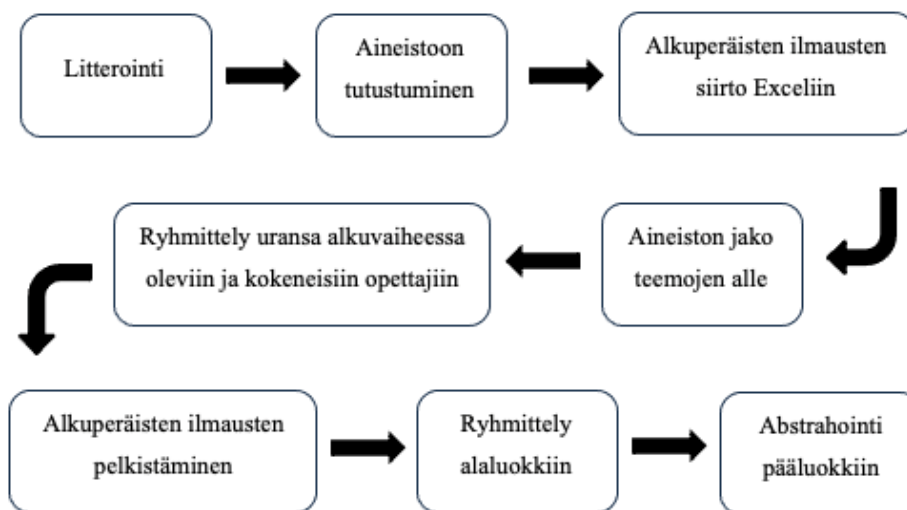 Litterointi
Aineistoon
tutustuminen
Alkuperäisten ilmausten
siirto Exceliin
Aineiston jako
teemojen alle
Ryhmittely uransa alkuvaiheessa
oleviin ja kokeneisiin opettajiin
Alkuperäisten ilmausten
pelkistäminen
Ryhmittely
alaluokkiin
Abstrahointi
pääluokkiin